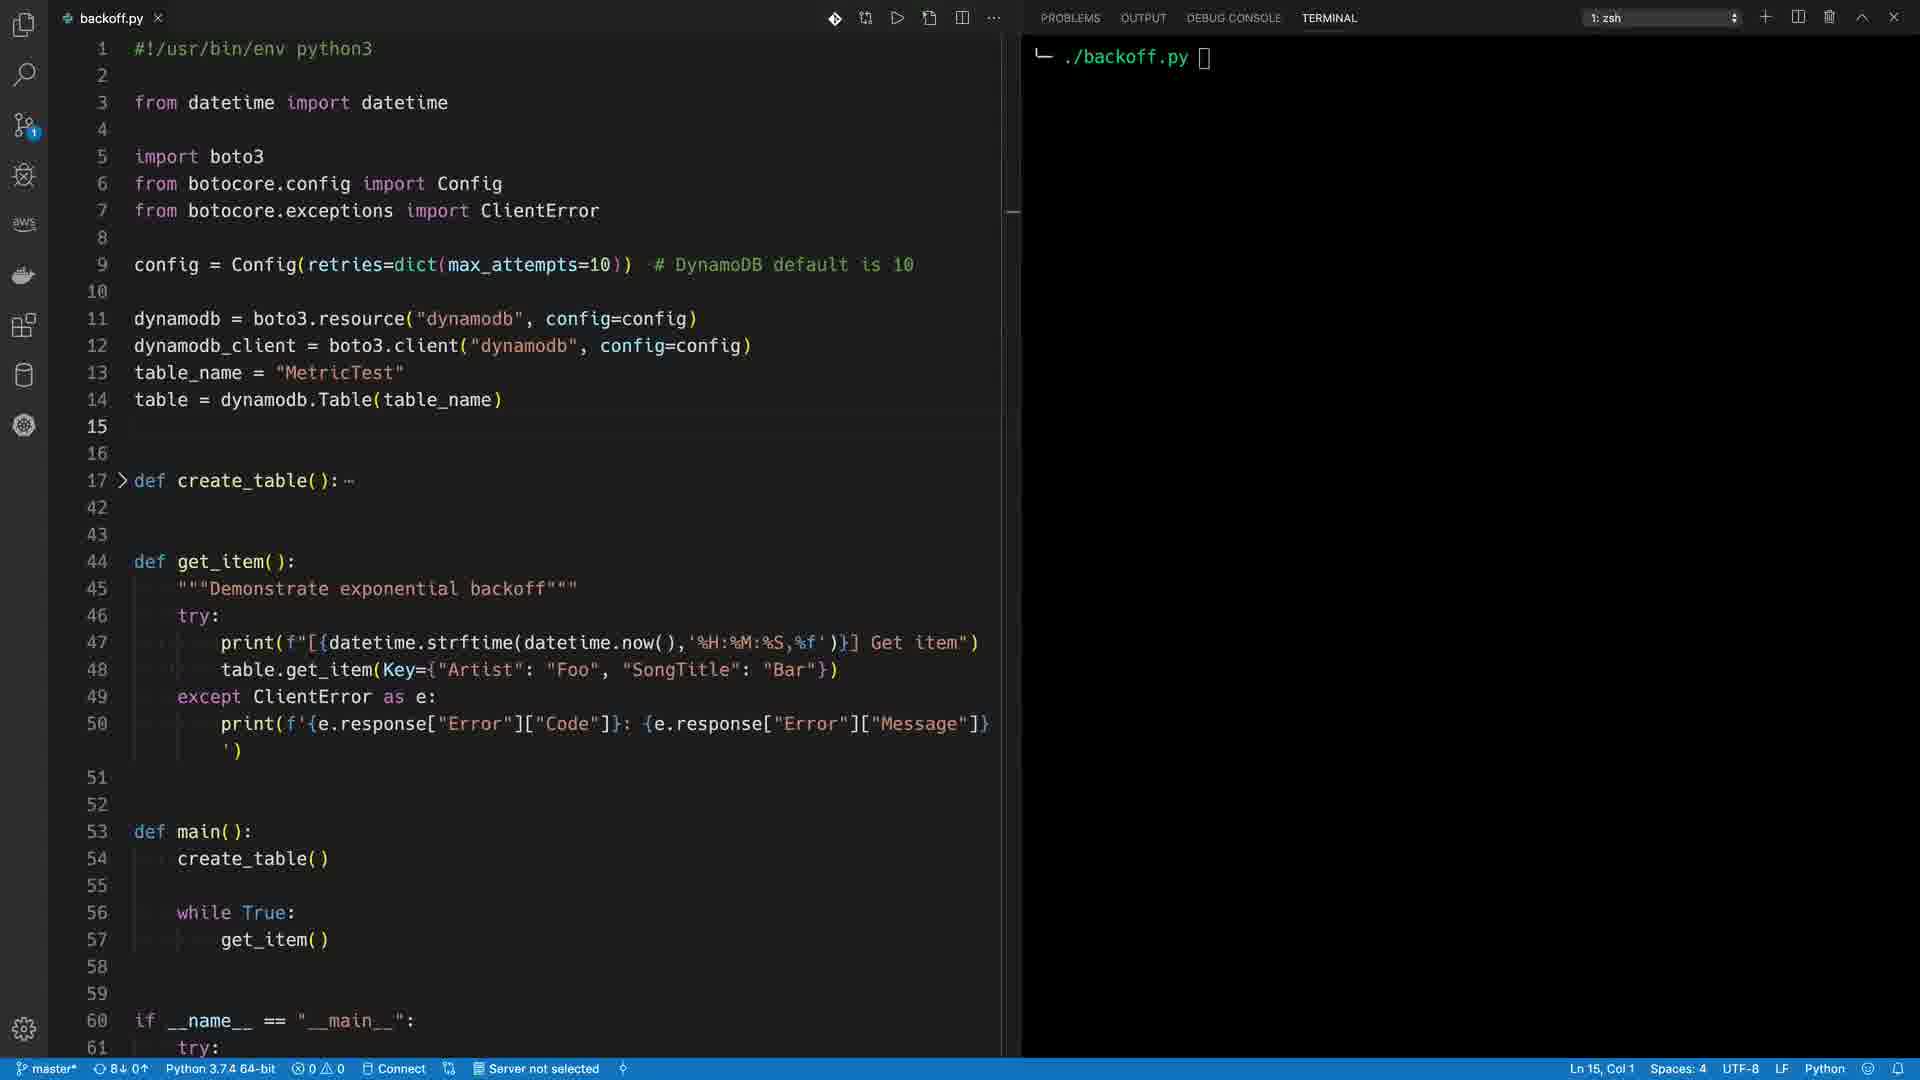 backoff.py
PROBLEMS OUTPUT DEBUG CONSOLE TERMINAL 1: zsh
1 #!/usr/bin/env python3
2
3 from datetime import datetime
4
5 import boto3
6 from botocore.config import Config
7 from botocore.exceptions import ClientError
8
9 config = Config(retries=dict(max_attempts=10)) # DynamoDB default is 10
10
11 dynamodb = boto3.resource("dynamodb", config=config)
12 dynamodb_client = boto3.client("dynamodb", config=config)
13 table_name = "MetricTest"
14 table = dynamodb.Table(table_name)
15
16
17 def create_table():
42
43
44 def get_item():
45 """Demonstrate exponential backoff"""
46 try:
47 print(f"[{datetime.strftime(datetime.now(),'%H:%M:%S,%f')}] Get item")
48 table.get_item(Key={"Artist": "Foo", "SongTitle": "Bar"})
49 except ClientError as e:
50 print(f'{e.response["Error"]["Code"]}: {e.response["Error"]["Message"]}
')
51
52
53 def main():
54 create_table()
55
56 while True:
57 get_item()
58
59
60 if __name__ == "__main__":
61 try:
./backoff.py
1
aws
master* 8↓ 0↑ Python 3.7.4 64-bit 0 0 Connect Server not selected Ln 15, Col 1 Spaces: 4 UTF-8 LF Python